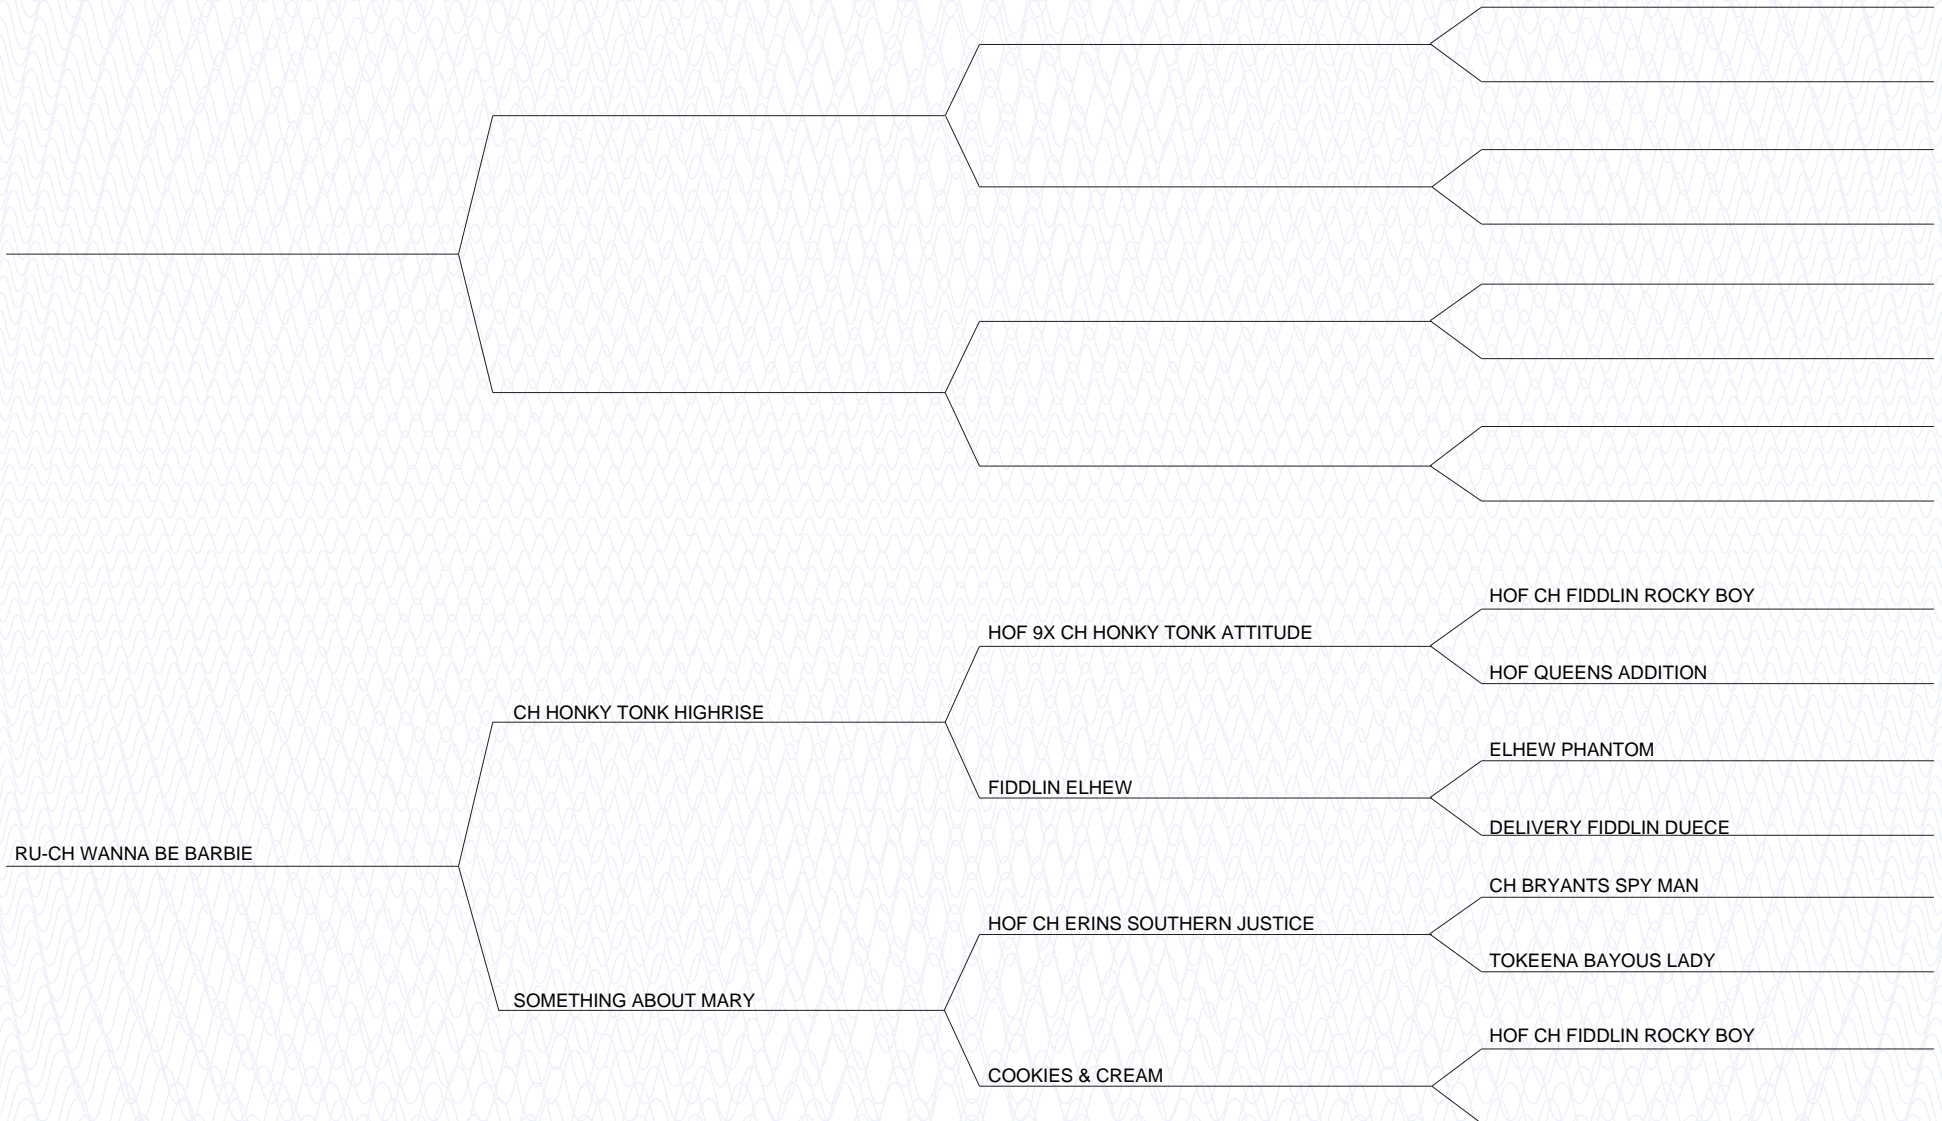 HOF CH FIDDLIN ROCKY BOY
HOF 9X CH HONKY TONK ATTITUDE
HOF QUEENS ADDITION
CH HONKY TONK HIGHRISE
ELHEW PHANTOM
FIDDLIN ELHEW
DELIVERY FIDDLIN DUECE
RU-CH WANNA BE BARBIE
CH BRYANTS SPY MAN
HOF CH ERINS SOUTHERN JUSTICE
TOKEENA BAYOUS LADY
SOMETHING ABOUT MARY
HOF CH FIDDLIN ROCKY BOY
COOKIES & CREAM